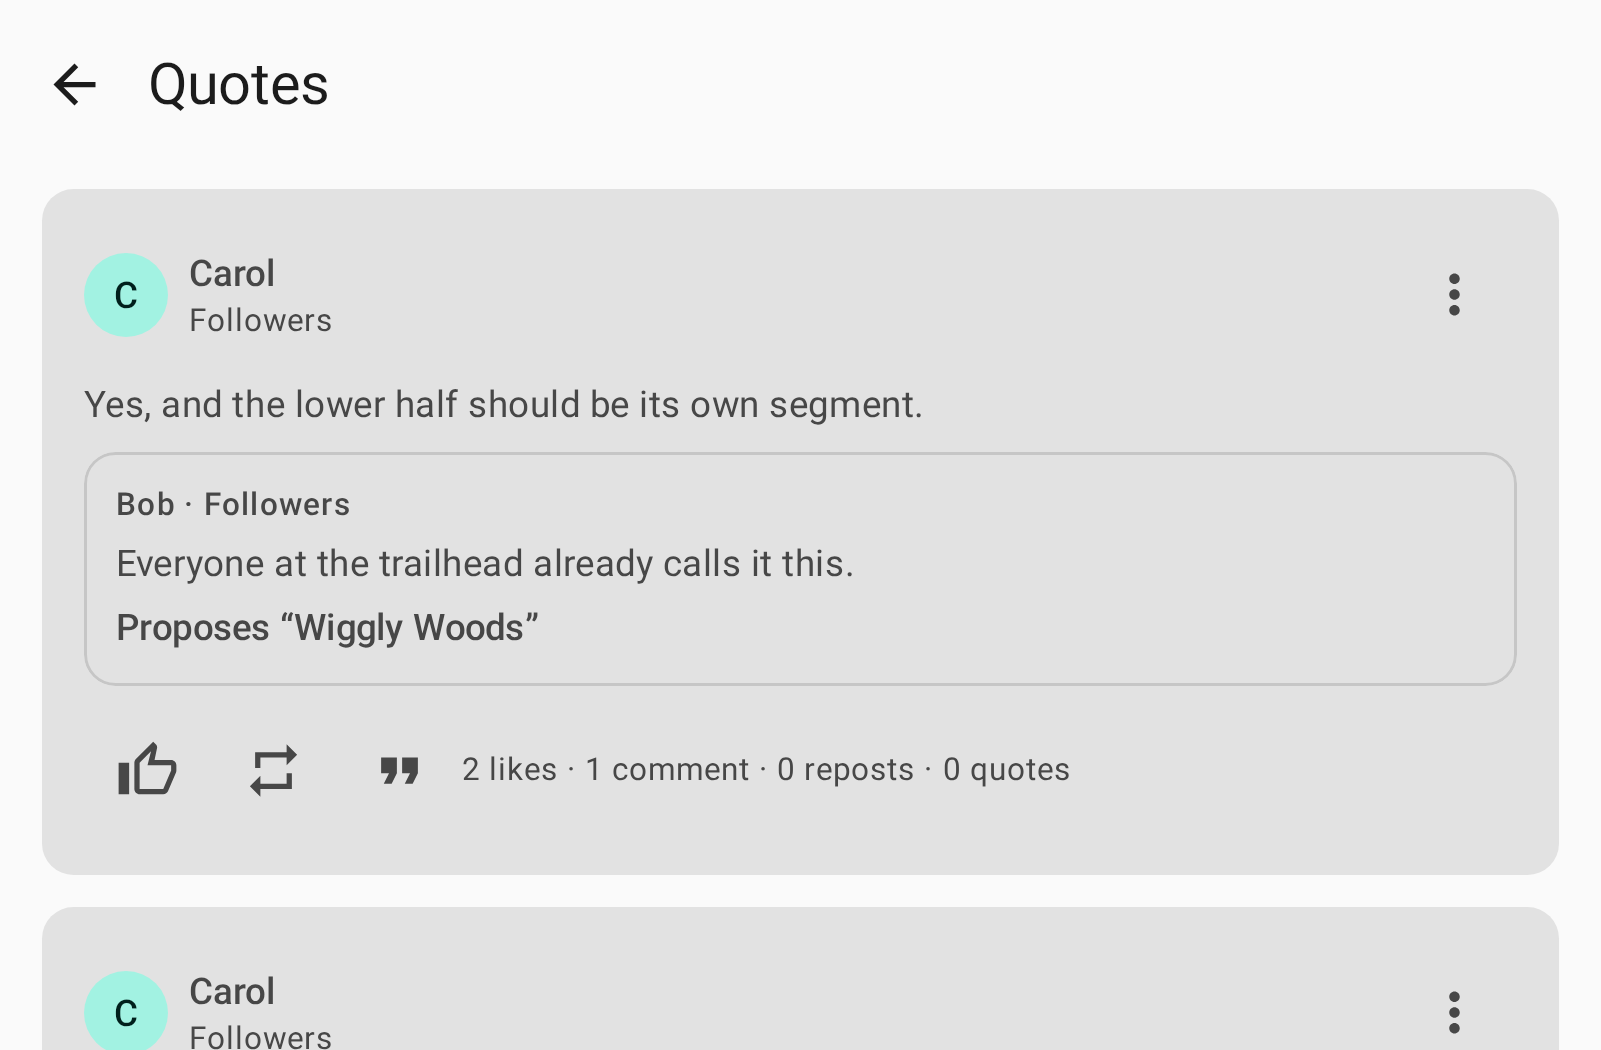 Quotes
C
Carol
Followers
Yes, and the lower half should be its own segment.
Bob · Followers
Everyone at the trailhead already calls it this.
Proposes “Wiggly Woods”
2 likes · 1 comment · 0 reposts · 0 quotes
C
Carol
Followers